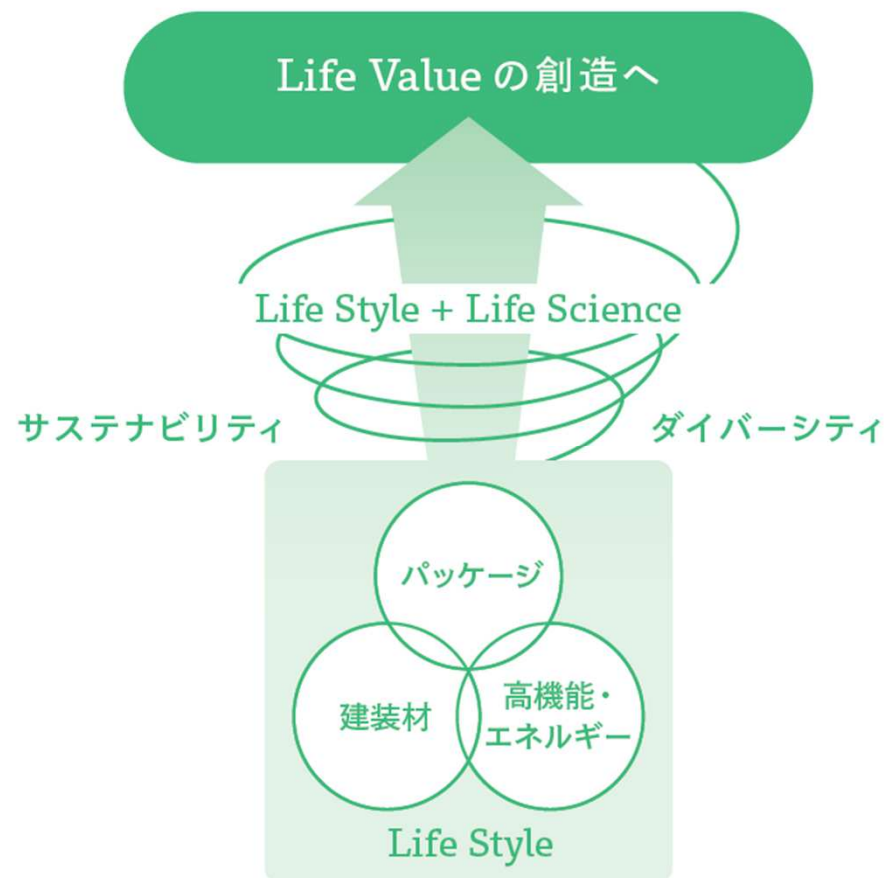 Life Value の創造へ
Life Style + Life Science
サステナビリティ
ダイバーシティ
パッケージ
建装材
高機能・
エネルギー
Life Style